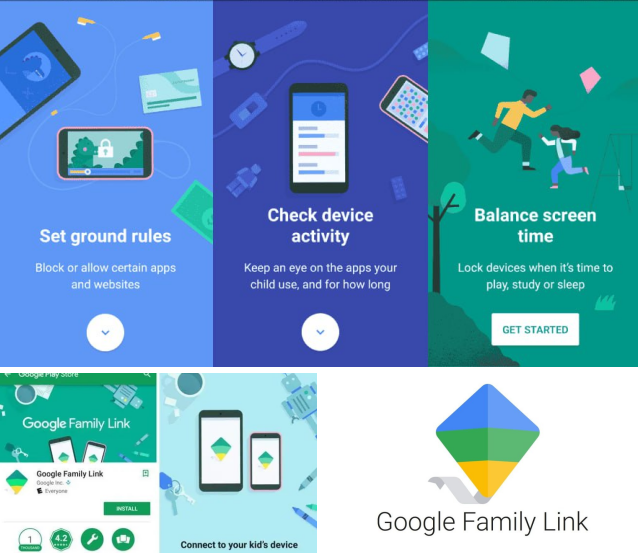 Set ground rules
Block or allow certain apps
and websites
Check device
activity
Keep an eye on the apps your
child use, and for how long
Balance screen
time
Lock devices when it's time to
play, study or sleep
GET STARTED
Google Play Store
Google Family Link
Google Family Link
Google Inc.
Everyone
INSTALL
1
4.2
Connect to your kid's device
Google Family Link